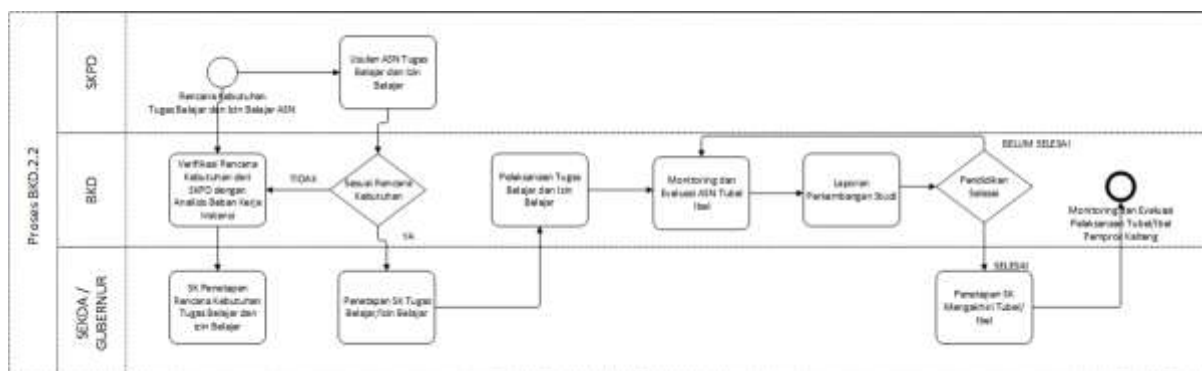 Proses BKD.2.2
SKPD
Rencana Kebutuhan
Tugas Belajar dan Izin Belajar ASN
Usulan ASN Tugas
Belajar dan Izin
Belajar
BKD
Verifikasi Rencana
Kebutuhan dari
SKPD dengan
Analisis Beban Kerja
Instansi
TIDAK
Sesuai Rencana
Kebutuhan
YA
Pelaksanaan Tugas
Belajar dan Izin
Belajar
Monitoring dan
Evaluasi ASN Tubel
Ibel
Laporan
Perkembangan Studi
BELUM SELESAI
Pendidikan
Selesai
SELESAI
Monitoring dan Evaluasi
Pelaksanaan Tubel/Ibel
Pemprov Kalteng
SEKDA /
GUBERNUR
SK Penetapan
Rencana Kebutuhan
Tugas Belajar dan
Izin Belajar
Penetapan SK Tugas
Belajar/Izin Belajar
Penetapan SK
Mengakhiri Tubel/
Ibel